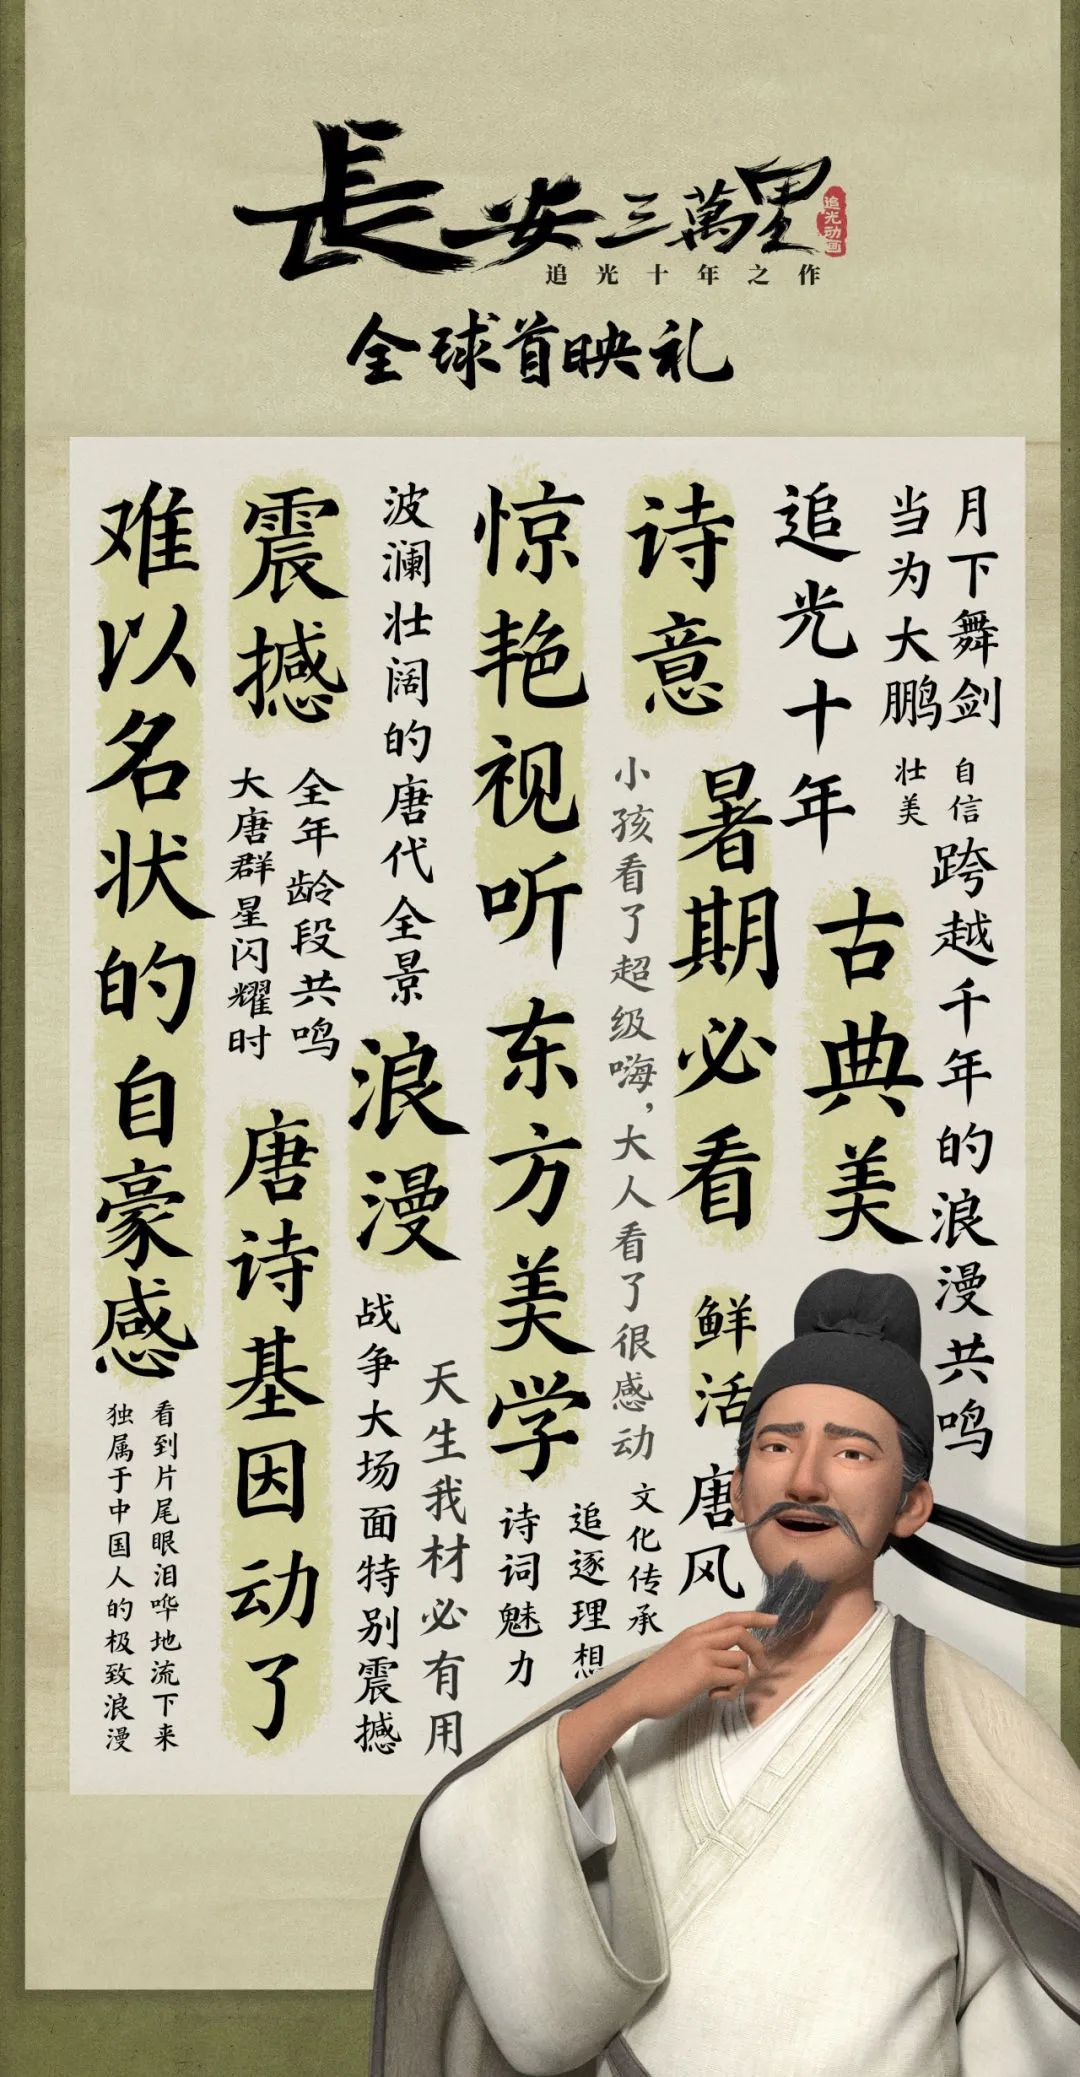 長安三萬里
追光动画
追光十年之作
全球首映礼
月下舞剑
当为大鹏
自信
壮美
跨越千年的浪漫共鸣
追光十年
古典美
诗意
暑期必看
鲜活
唐风
小孩看了超级嗨，大人看了很感动
文化传承
惊艳视听
东方美学
追逐理想
诗词魅力
波澜壮阔的唐代全景
浪漫
天生我材必有用
战争大场面特别震撼
震撼
全年龄段共鸣
大唐群星闪耀时
唐诗基因动了
难以名状的自豪感
看到片尾眼泪哗地流下来
独属于中国人的极致浪漫